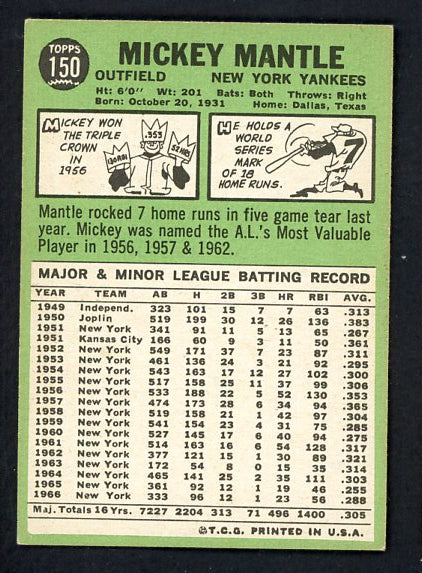 TOPPS
150
MICKEY MANTLE
OUTFIELD NEW YORK YANKEES
Ht: 6'0" Wt: 201 Bats: Both Throws: Right
Born: October 20, 1931 Home: Dallas, Texas
MICKEY WON
THE TRIPLE
CROWN
IN
1956
130 RBI
.353
52 HRS
HE HOLDS A
WORLD
SERIES
MARK
OF 18
HOME RUNS.
7
Mantle rocked 7 home runs in five game tear last
year. Mickey was named the A.L.'s Most Valuable
Player in 1956, 1957 & 1962.
MAJOR & MINOR LEAGUE BATTING RECORD
YEAR TEAM AB H 2B 3B HR RBI AVG.
1949 Independ. 323 101 15 7 7 63 .313
1950 Joplin 519 199 30 12 26 136 .383
1951 New York 341 91 11 5 13 65 .267
1951 Kansas City 166 60 9 3 11 50 .361
1952 New York 549 171 37 7 23 87 .311
1953 New York 461 136 24 3 21 92 .295
1954 New York 543 163 17 12 27 102 .300
1955 New York 517 158 25 11 37 99 .306
1956 New York 533 188 22 5 52 130 .353
1957 New York 474 173 28 6 34 94 .365
1958 New York 519 158 21 1 42 97 .304
1959 New York 541 154 23 4 31 75 .285
1960 New York 527 145 17 6 40 94 .275
1961 New York 514 163 16 6 54 128 .317
1962 New York 377 121 15 1 30 89 .321
1963 New York 172 54 8 0 15 35 .314
1964 New York 465 141 25 2 35 111 .303
1965 New York 361 92 12 1 19 46 .255
1966 New York 333 96 12 1 23 56 .288
Maj. Totals 16 Yrs. 7227 2204 313 71 496 1400 .305
©T.C.G. PRINTED IN U.S.A.